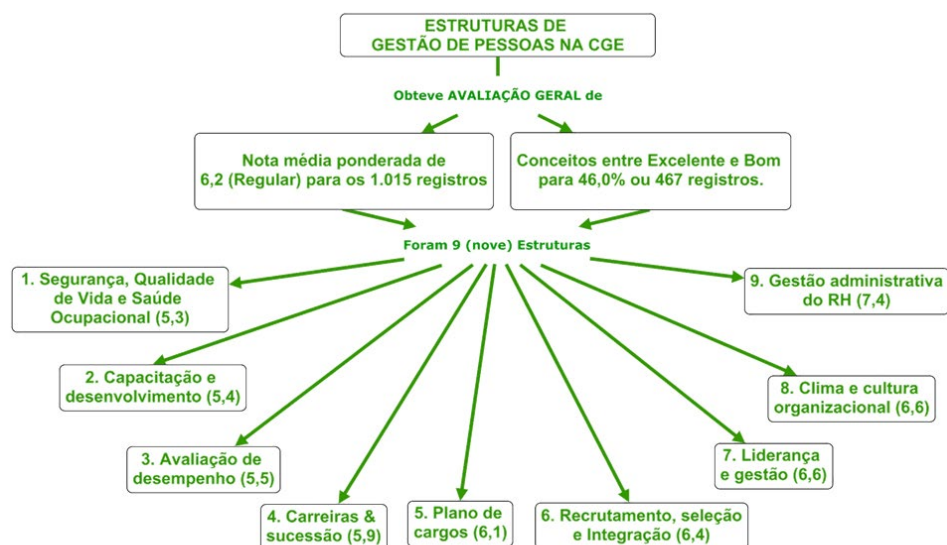 ESTRUTURAS DE
GESTÃO DE PESSOAS NA CGE
Obteve AVALIAÇÃO GERAL de
Nota média ponderada de
6,2 (Regular) para os 1.015 registros
Conceitos entre Excelente e Bom
para 46,0% ou 467 registros.
Foram 9 (nove) Estruturas
1. Segurança, Qualidade
de Vida e Saúde
Ocupacional (5,3)
2. Capacitação e
desenvolvimento (5,4)
3. Avaliação de
desempenho (5,5)
4. Carreiras &
sucessão (5,9)
5. Plano de
cargos (6,1)
6. Recrutamento, seleção
e Integração (6,4)
7. Liderança
e gestão (6,6)
8. Clima e cultura
organizacional (6,6)
9. Gestão administrativa
do RH (7,4)